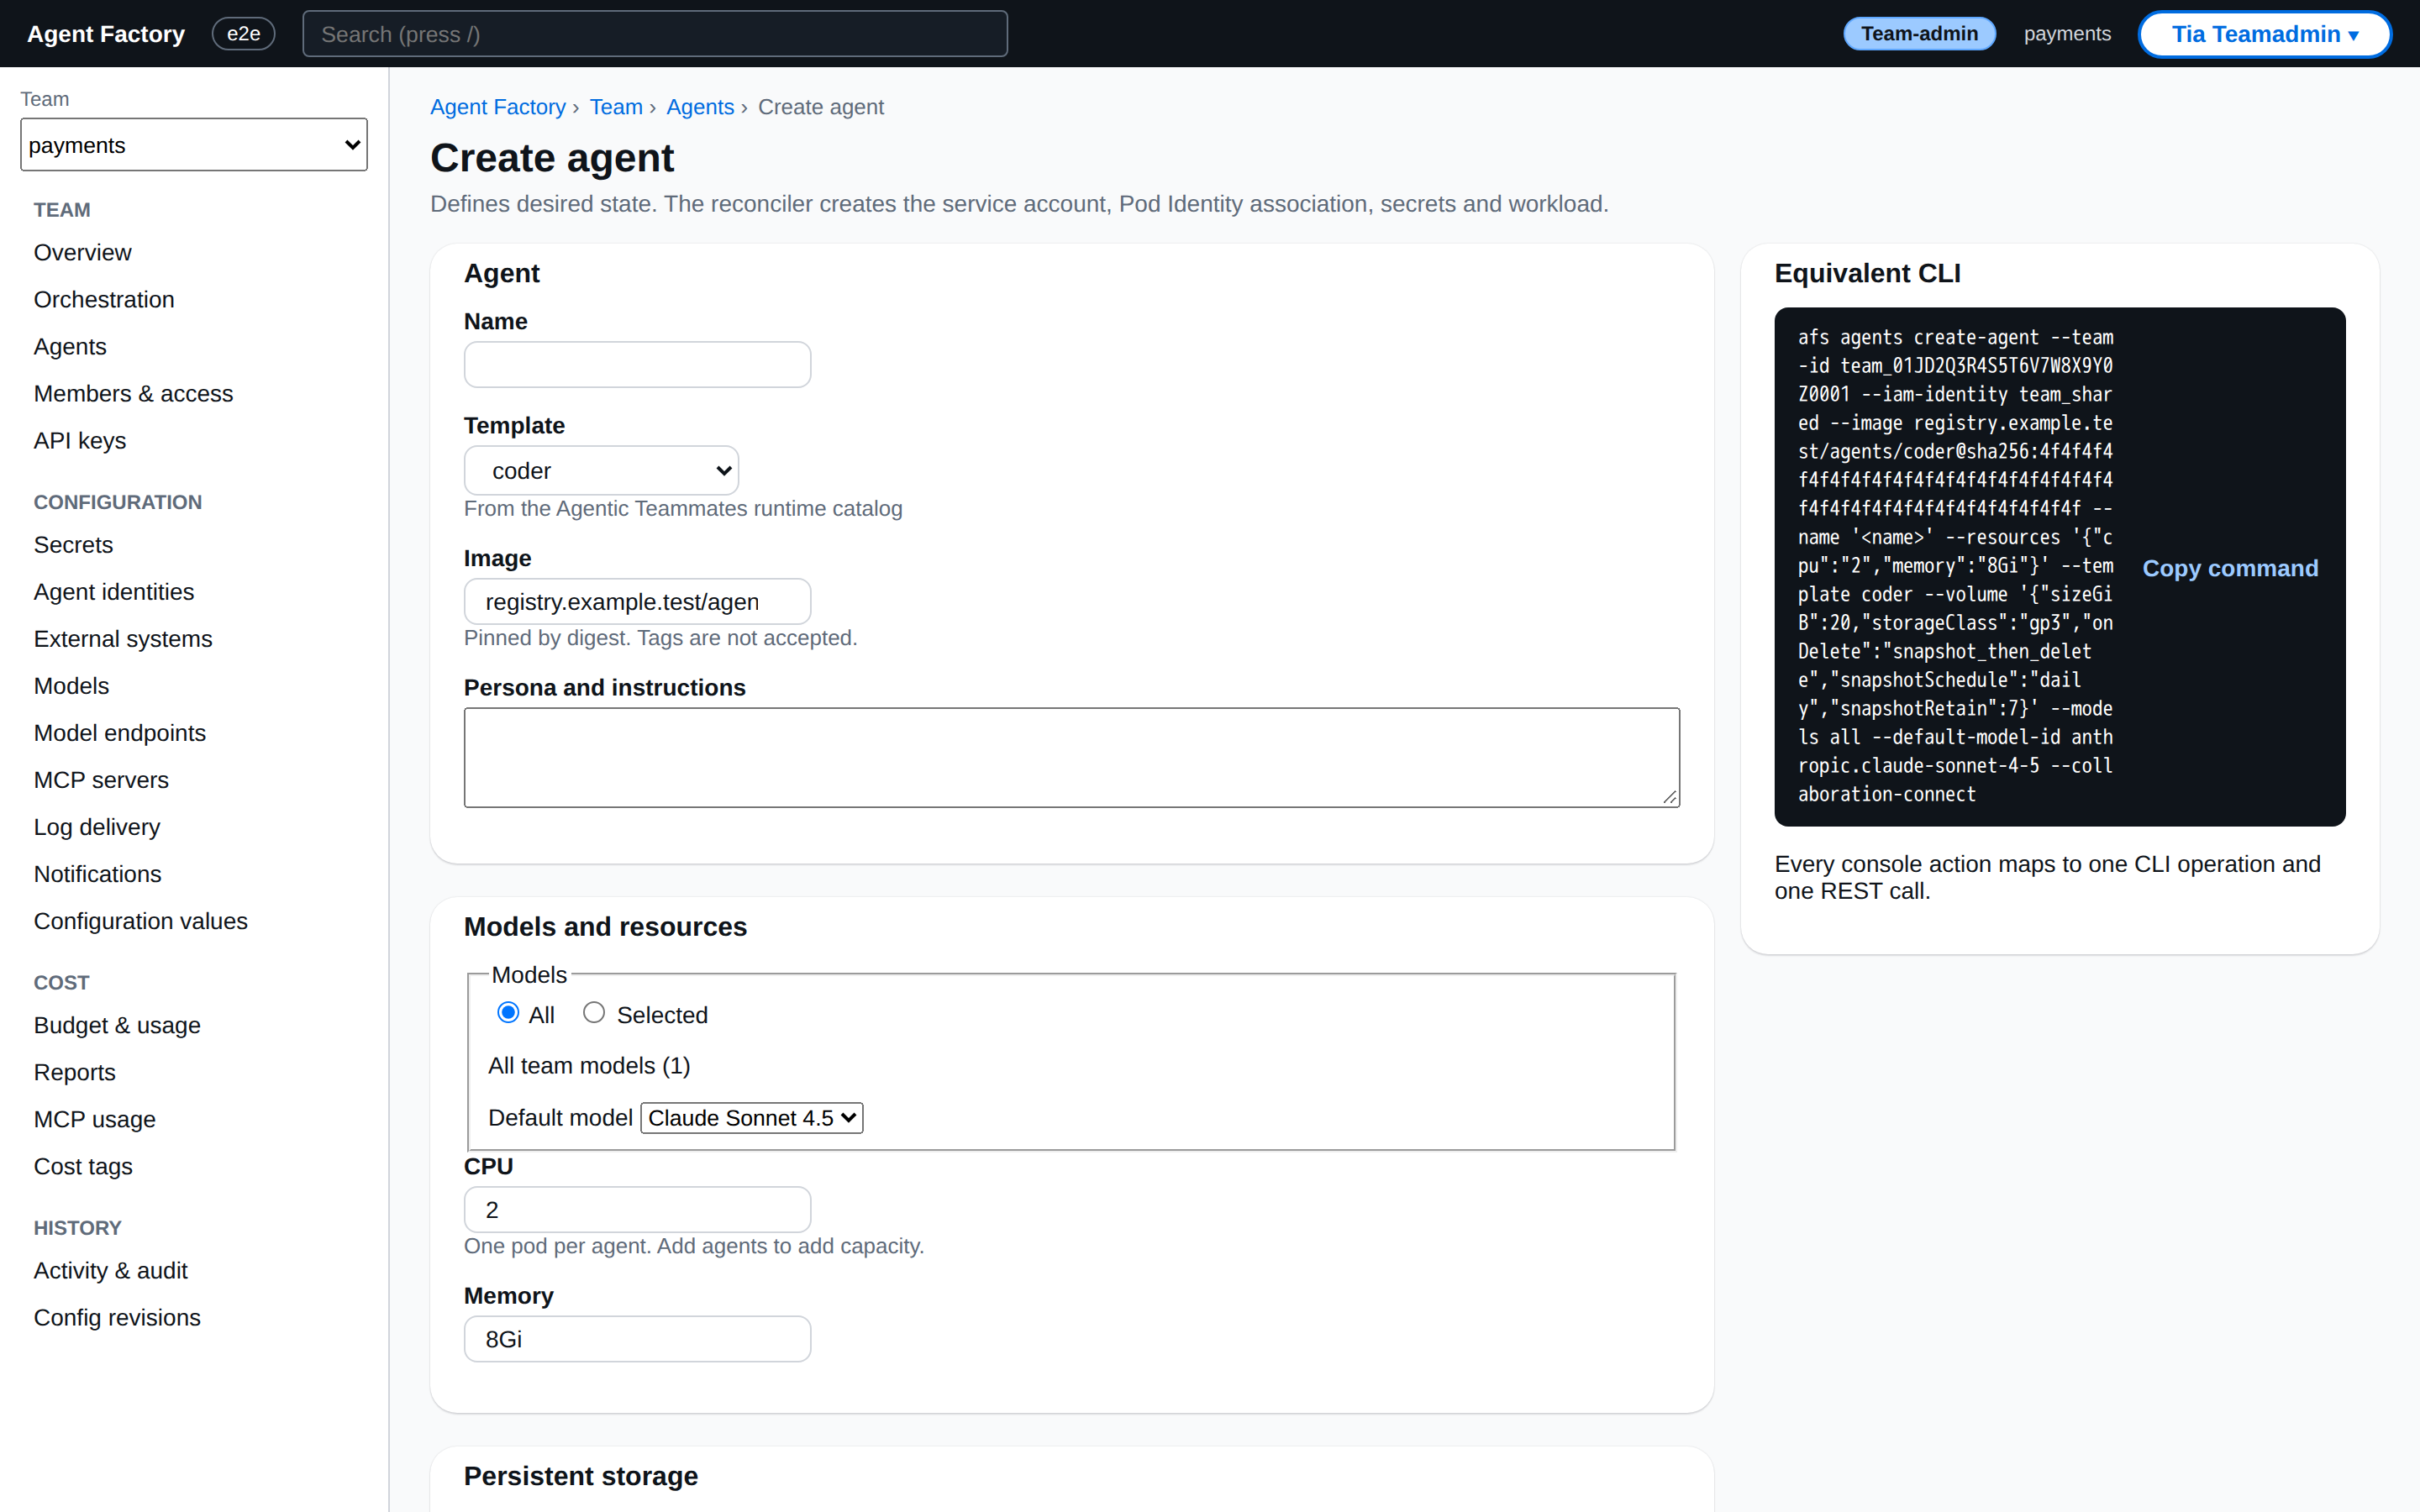 Agent Factory
e2e
Search (press /)
Team-admin
payments
Tia Teamadmin ▾
Team
payments
TEAM
Overview
Orchestration
Agents
Members & access
API keys
CONFIGURATION
Secrets
Agent identities
External systems
Models
Model endpoints
MCP servers
Log delivery
Notifications
Configuration values
COST
Budget & usage
Reports
MCP usage
Cost tags
HISTORY
Activity & audit
Config revisions
Agent Factory › Team › Agents › Create agent
Create agent
Defines desired state. The reconciler creates the service account, Pod Identity association, secrets and workload.
Agent
Name
Template
coder
From the Agentic Teammates runtime catalog
Image
registry.example.test/agen
Pinned by digest. Tags are not accepted.
Persona and instructions
Models and resources
Models
All
Selected
All team models (1)
Default model Claude Sonnet 4.5
CPU
2
One pod per agent. Add agents to add capacity.
Memory
8Gi
Persistent storage
Equivalent CLI
afs agents create-agent --team
-id team_01JD2Q3R4S5T6V7W8X9Y0
Z0001 --iam-identity team_shar
ed --image registry.example.te
st/agents/coder@sha256:4f4f4f4
f4f4f4f4f4f4f4f4f4f4f4f4f4f4f4
f4f4f4f4f4f4f4f4f4f4f4f4f4f --
name '<name>' --resources '{"c
pu":"2","memory":"8Gi"}' --tem
plate coder --volume '{"sizeGi
B":20,"storageClass":"gp3","on
Delete":"snapshot_then_delet
e","snapshotSchedule":"dail
y","snapshotRetain":7}' --mode
ls all --default-model-id anth
ropic.claude-sonnet-4-5 --coll
aboration-connect
Copy command
Every console action maps to one CLI operation and
one REST call.